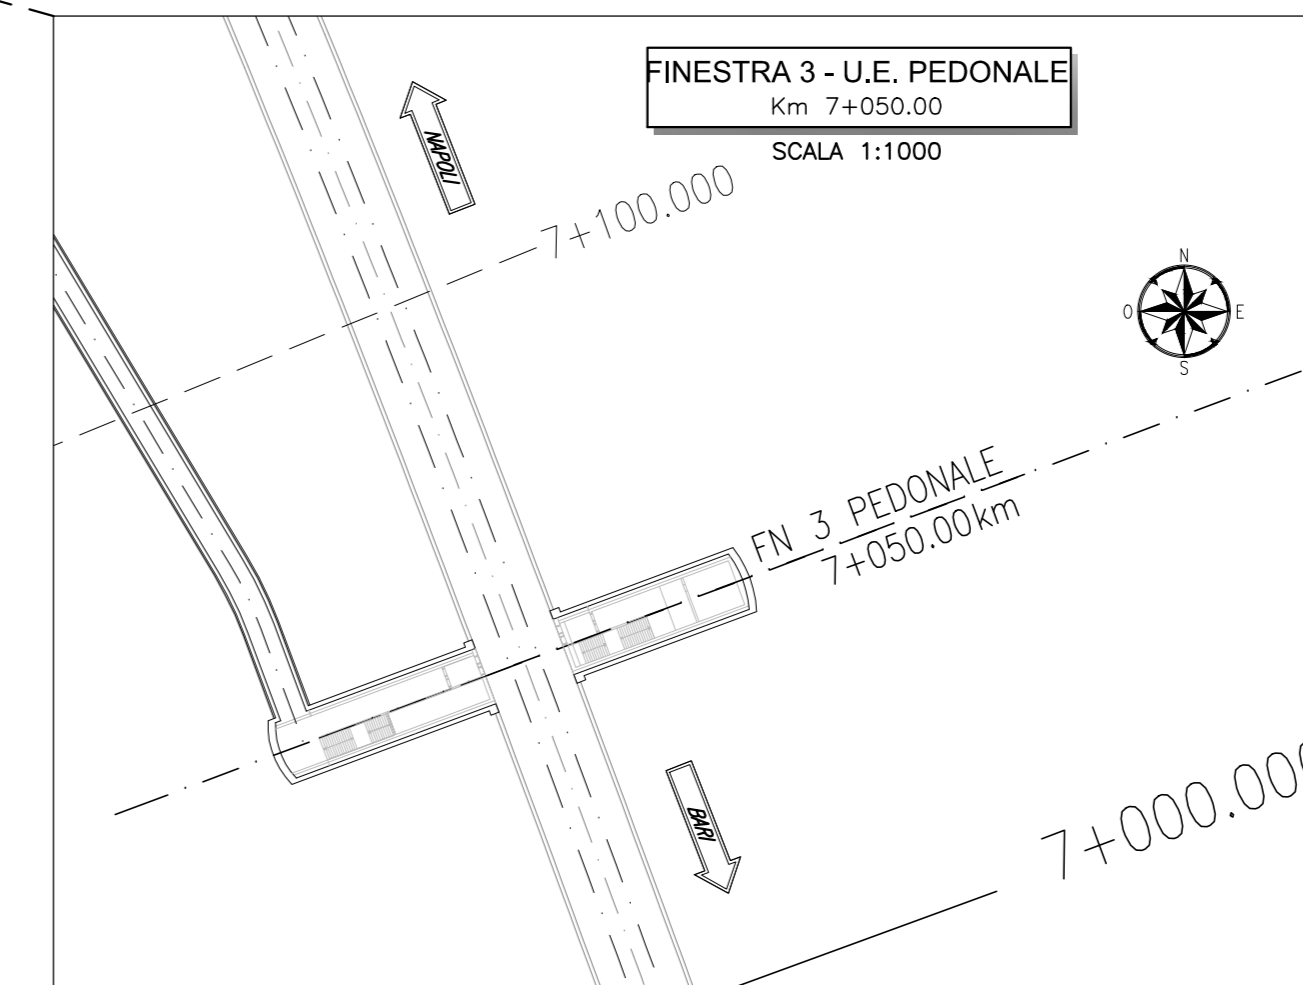 FINESTRA 3 - U.E. PEDONALE
Km 7+050.00
SCALA 1:1000
NAPOLI
7+100.000
N
O
E
S
FN 3 PEDONALE
7+050.00km
BARI
7+000.000